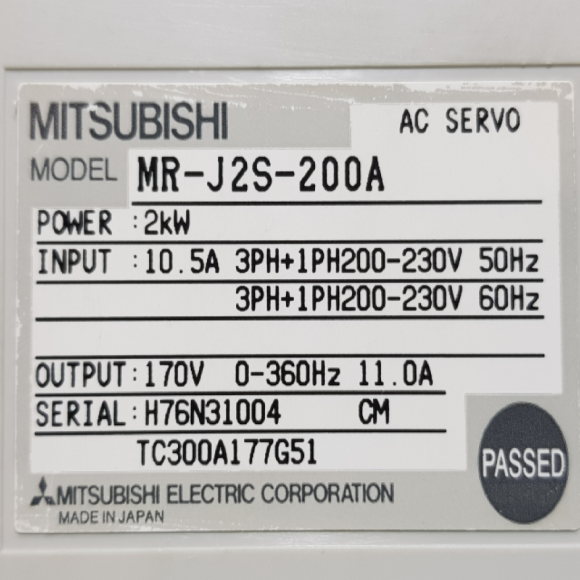 MITSUBISHI AC SERVO
MODEL MR-J2S-200A
POWER :2kW
INPUT :10.5A 3PH+1PH200-230V 50Hz
3PH+1PH200-230V 60Hz
OUTPUT:170V 0-360Hz 11.0A
SERIAL:H76N31004 CM
TC300A177G51
PASSED
MITSUBISHI ELECTRIC CORPORATION
MADE IN JAPAN